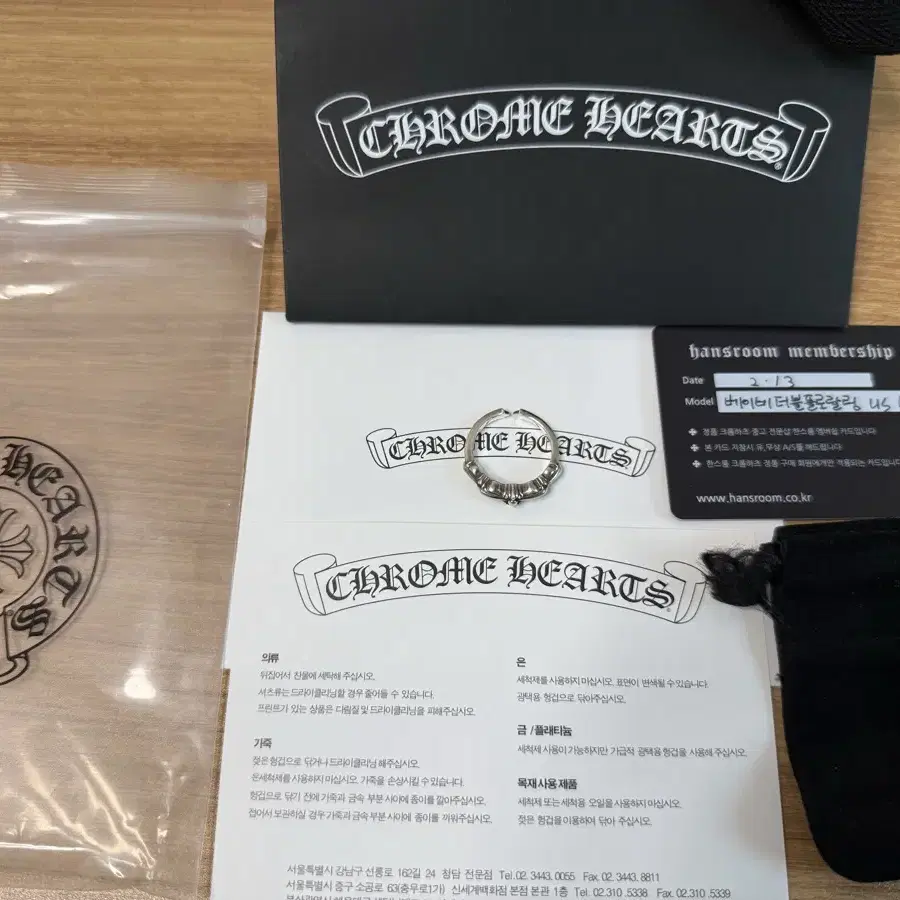 CHROME HEARTS
HEARTS
hansroom membership
Date 2.13
Model 베이비더블플로랄링 US
정품 크롬하츠 중고 전문샵 한스룸 멤버쉽 카드입니다
본 카드 지참시 유,무상 A/S를 해드립니다
한스룸 크롬하츠 정품 구매 회원에게만 적용되는 카드입니다
www.hansroom.co.kr
CHROME HEARTS
CHROME HEARTS
의류
뒤집어서 찬물에 세탁해 주십시오.
셔츠류는 드라이클리닝할 경우 줄어들 수 있습니다.
프린트가 있는 상품은 다림질 및 드라이클리닝을 피해주십시오.
가죽
젖은 헝겊으로 닦거나 드라이클리닝 해주십시오.
은세척제를 사용하지 마십시오. 가죽을 손상시킬 수 있습니다.
헝겊으로 닦기 전에 가죽과 금속 부분 사이에 종이를 깔아주십시오.
접어서 보관하실 경우 가죽과 금속 부분 사이에 종이를 끼워주십시오.
은
세척제를 사용하지 마십시오. 표면이 변색될 수 있습니다.
광택용 헝겊으로 닦아주십시오.
금 / 플래티늄
세척제 사용이 가능하지만 가급적 광택용 헝겊을 사용해 주십시오.
목재 사용 제품
세척제 또는 세척용 오일을 사용하지 마십시오.
젖은 헝겊을 이용하여 닦아 주십시오.
서울특별시 강남구 선릉로 162길 24 청담 전문점 Tel. 02. 3443. 0055 Fax. 02. 3443. 8811
서울특별시 중구 소공로 63(충무로1가) 신세계백화점 본점 본관 1층 Tel. 02.310 .5338 Fax. 02.310 .5339